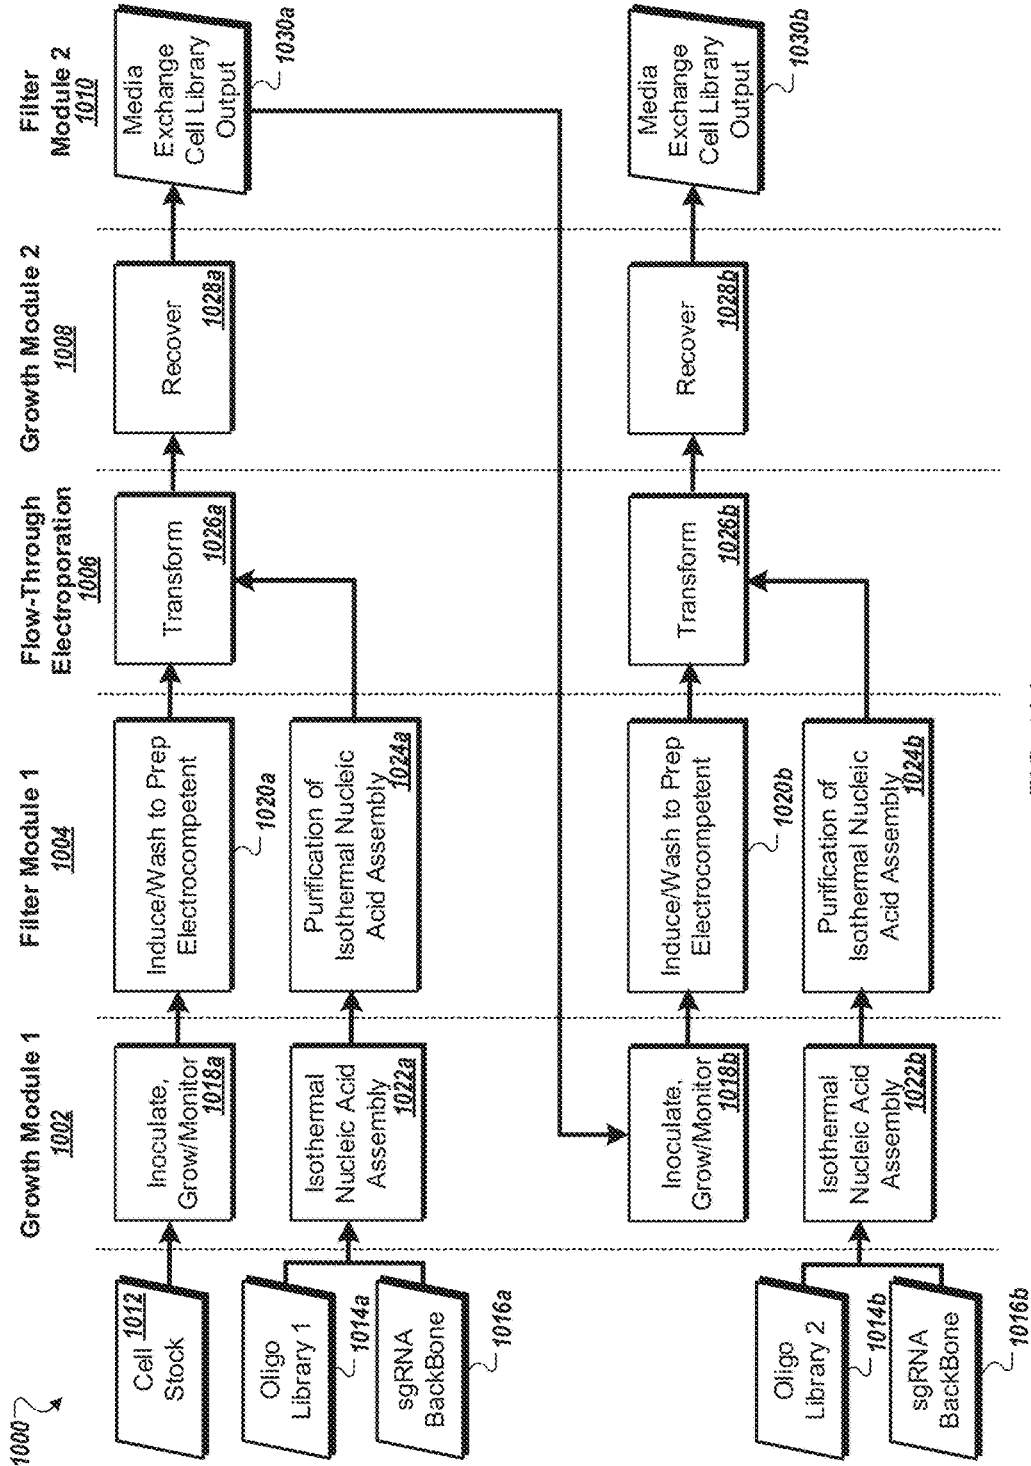 1000
Growth Module 1
1002
Filter Module 1
1004
Flow-Through
Electroporation
1006
Growth Module 2
1008
Filter
Module 2
1010
Cell
Stock
1012
Inoculate,
Grow/Monitor
1018a
Induce/Wash to Prep
Electrocompetent
1020a
Transform
1026a
Recover
1028a
Media
Exchange
Cell Library
Output
1030a
Oligo
Library 1
1014a
sgRNA
BackBone
1016a
Isothermal
Nucleic Acid
Assembly
1022a
Purification of
Isothermal Nucleic
Acid Assembly
1024a
Inoculate,
Grow/Monitor
1018b
Induce/Wash to Prep
Electrocompetent
1020b
Transform
1026b
Recover
1028b
Media
Exchange
Cell Library
Output
1030b
Oligo
Library 2
1014b
sgRNA
BackBone
1016b
Isothermal
Nucleic Acid
Assembly
1022b
Purification of
Isothermal Nucleic
Acid Assembly
1024b